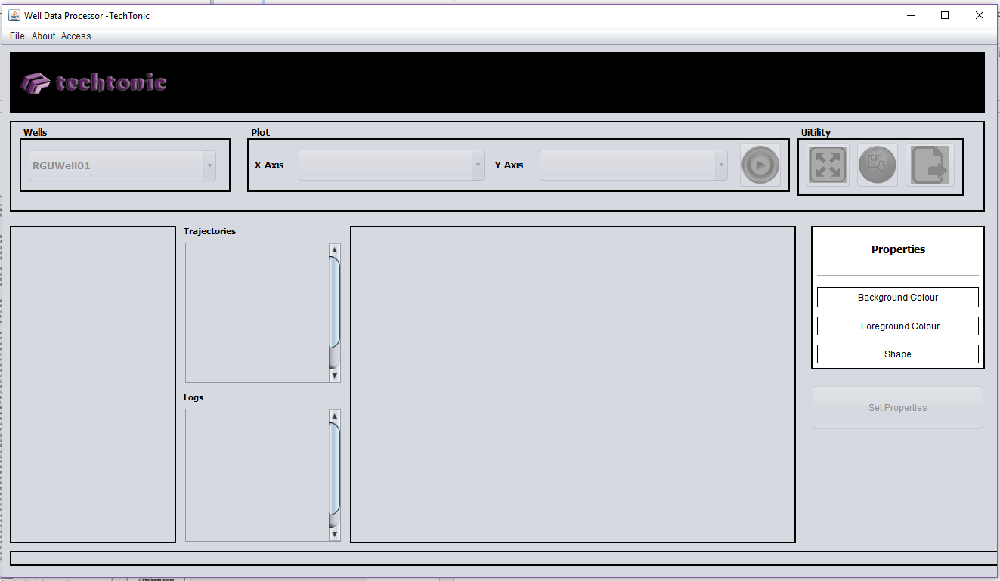 Well Data Processor -TechTonic
File About Access
techtonic
Wells
Plot
Uitility
RGUWell01
X-Axis
Y-Axis
Trajectories
Logs
Properties
Background Colour
Foreground Colour
Shape
Set Properties
PlotGraphListener